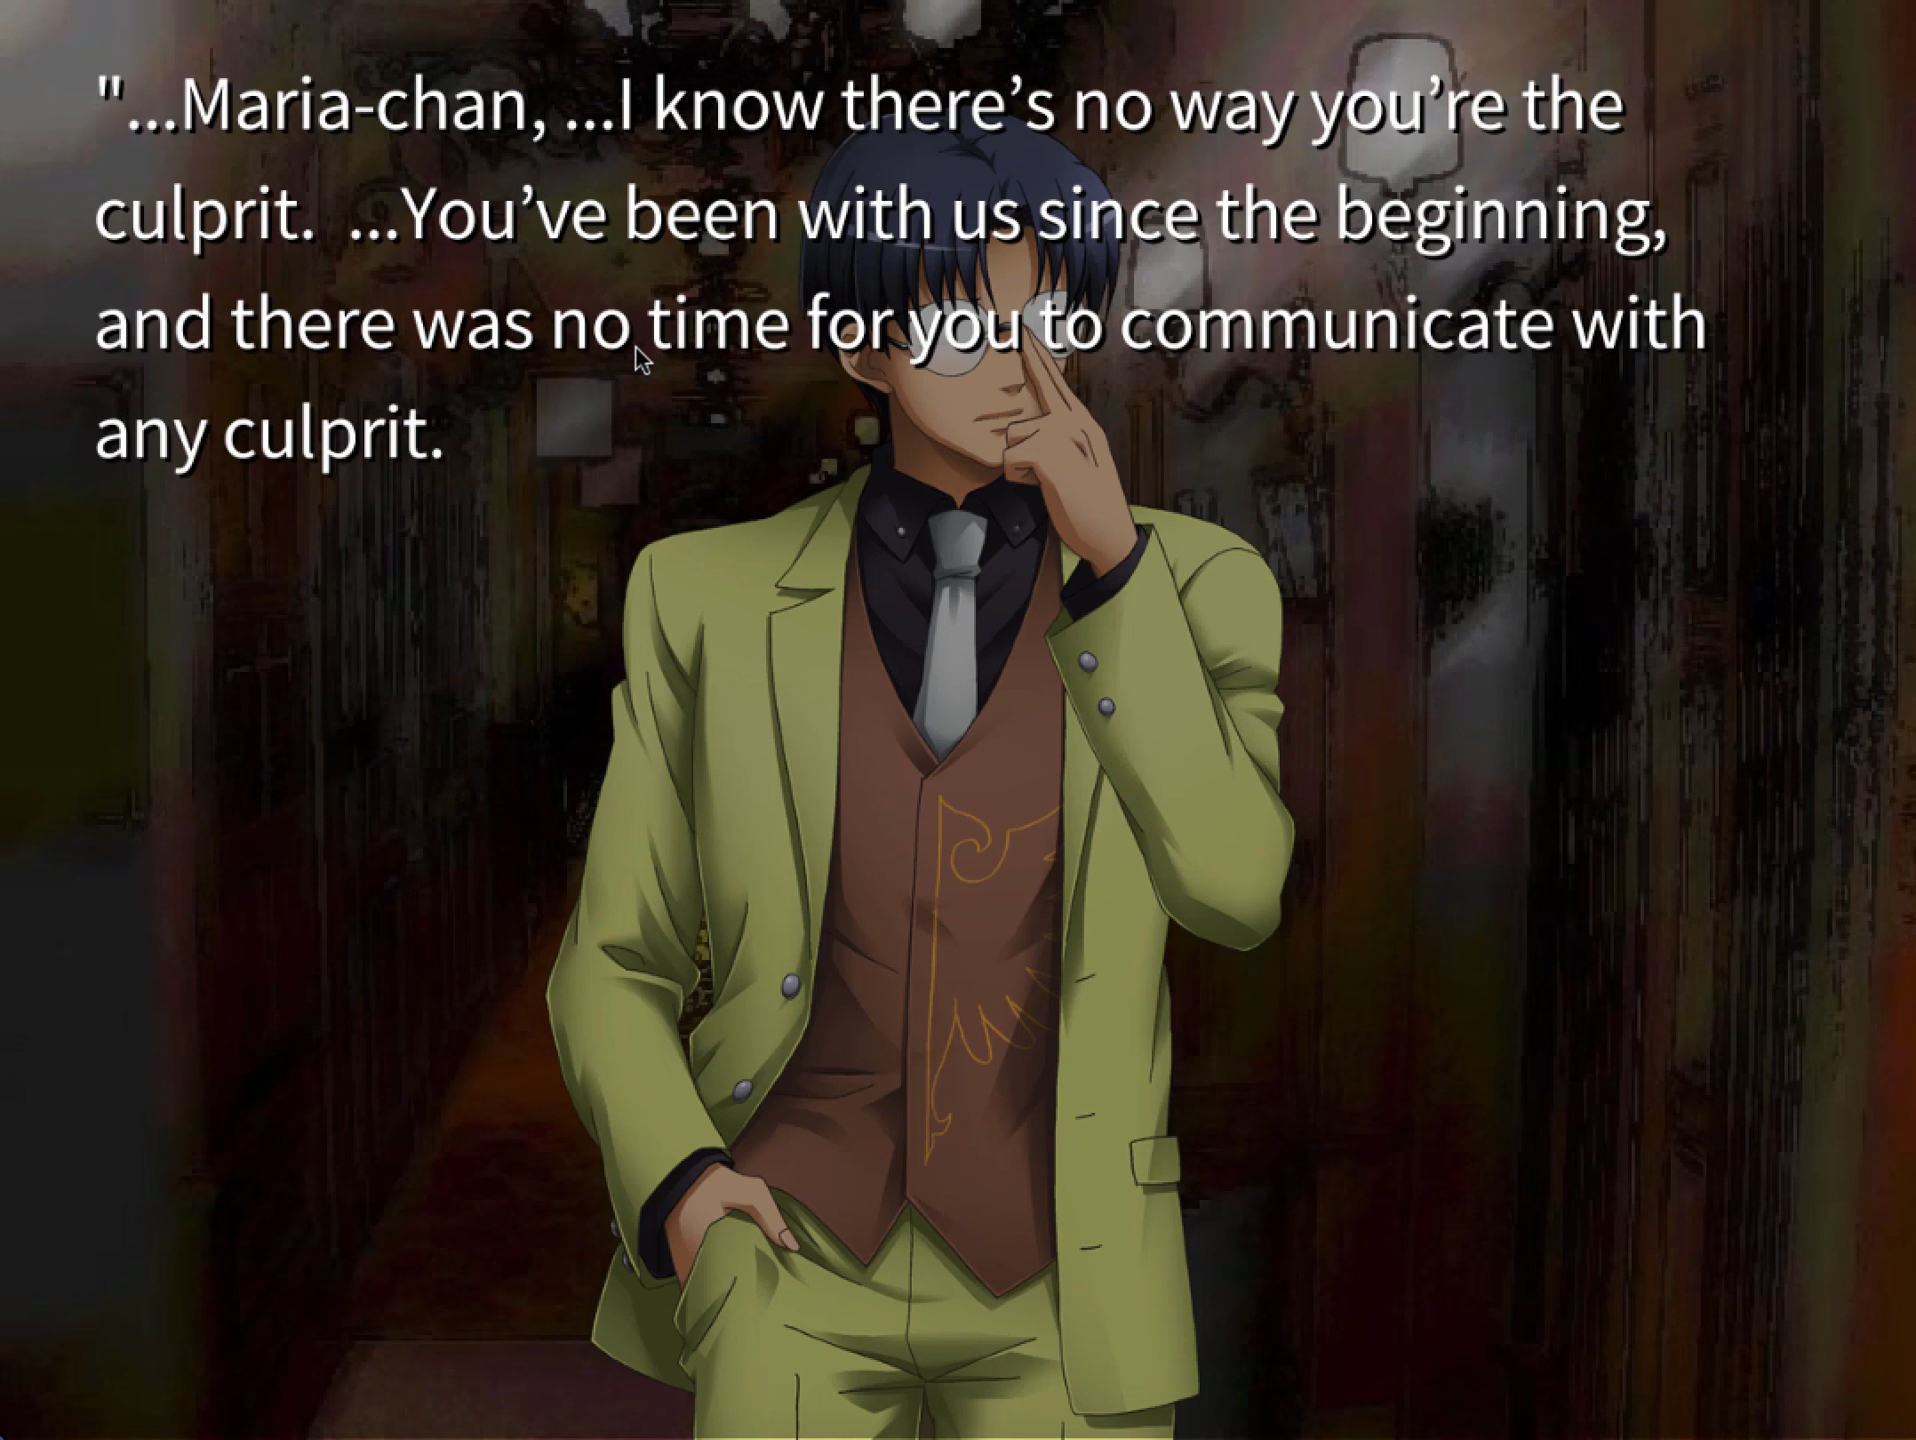 "...Maria-chan, ...I know there’s no way you’re the
culprit.  ...You’ve been with us since the beginning,
and there was no time for you to communicate with
any culprit.